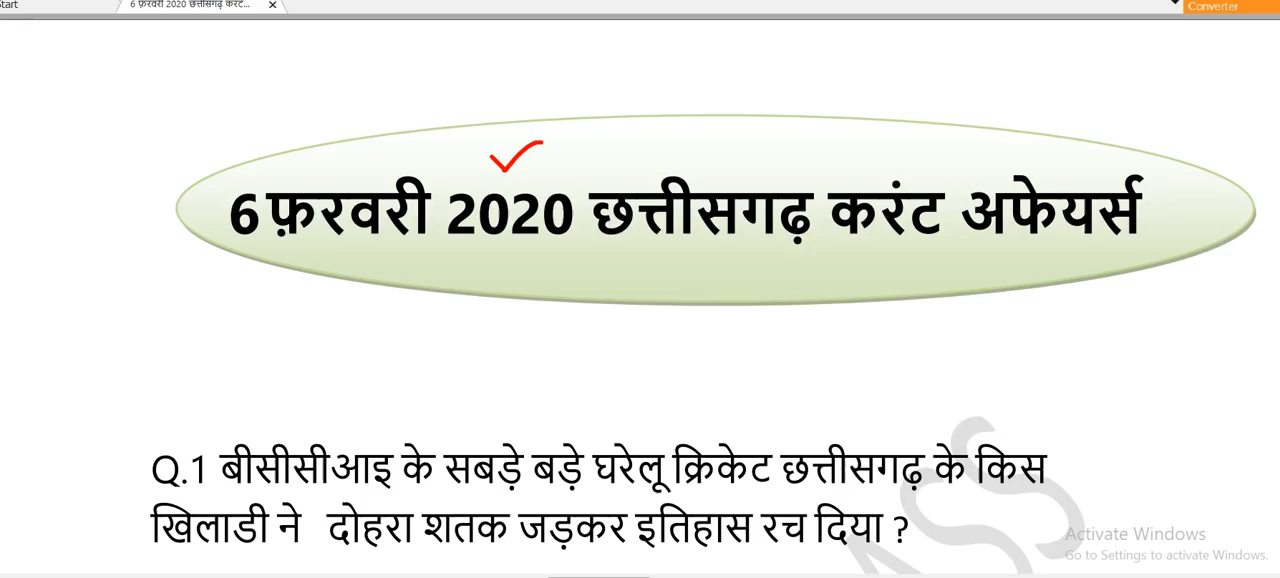 6 फ़रवरी 2020 छत्तीसगढ़ करंट...
Converter
6 फ़रवरी 2020 छत्तीसगढ़ करंट अफेयर्स
Q.1 बीसीसीआइ के सबड़े बड़े घरेलू क्रिकेट छत्तीसगढ़ के किस
खिलाडी ने दोहरा शतक जड़कर इतिहास रच दिया ?
Activate Windows
Go to Settings to activate Windows.